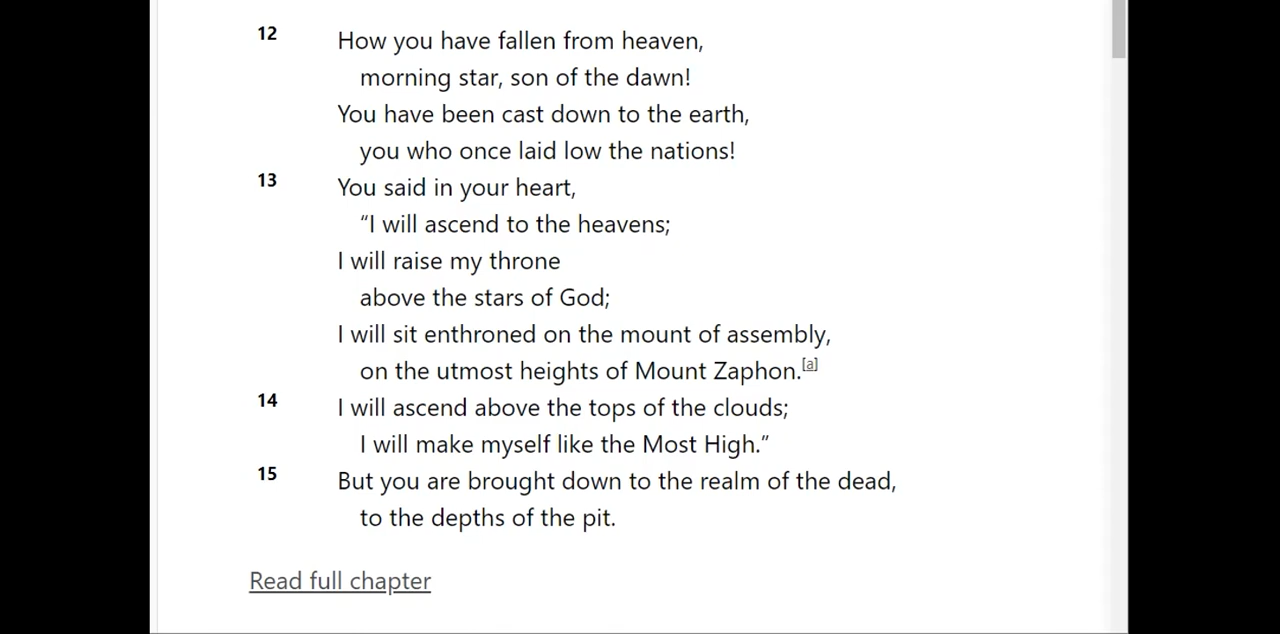 12 How you have fallen from heaven,
morning star, son of the dawn!
You have been cast down to the earth,
you who once laid low the nations!
13 You said in your heart,
“I will ascend to the heavens;
I will raise my throne
above the stars of God;
I will sit enthroned on the mount of assembly,
on the utmost heights of Mount Zaphon.[a]
14 I will ascend above the tops of the clouds;
I will make myself like the Most High.”
15 But you are brought down to the realm of the dead,
to the depths of the pit.
Read full chapter